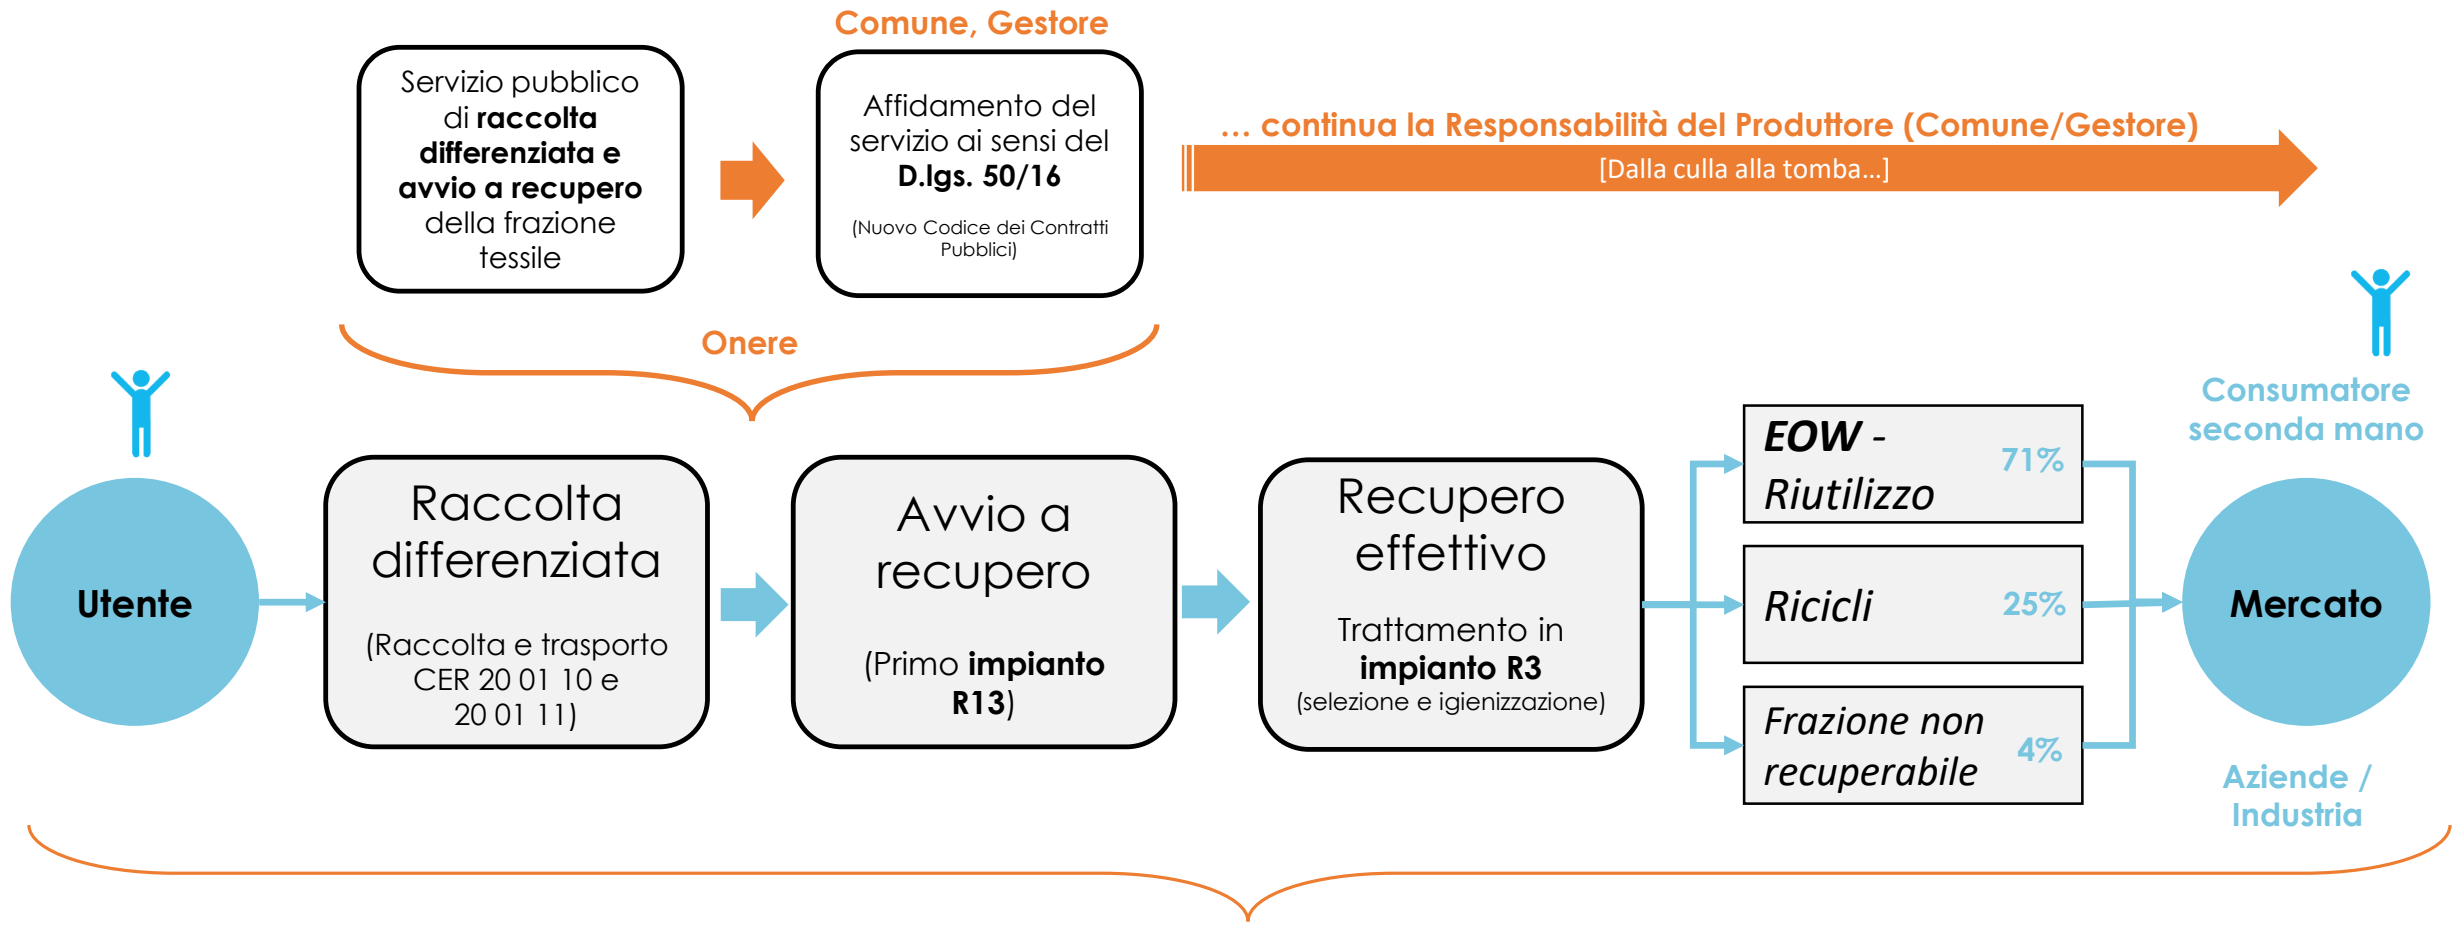 Comune, Gestore
Servizio pubblico
di raccolta
differenziata e
avvio a recupero
della frazione
tessile
Affidamento del
servizio ai sensi del
D.lgs. 50/16
(Nuovo Codice dei Contratti
Pubblici)
... continua la Responsabilità del Produttore (Comune/Gestore)
[Dalla culla alla tomba...]
Onere
Utente
Raccolta
differenziata
(Raccolta e trasporto
CER 20 01 10 e
20 01 11)
Avvio a
recupero
(Primo impianto
R13)
Recupero
effettivo
Trattamento in
impianto R3
(selezione e igienizzazione)
EOW -
Riutilizzo
71%
Ricicli
25%
Frazione non
recuperabile
4%
Consumatore
seconda mano
Mercato
Aziende /
Industria